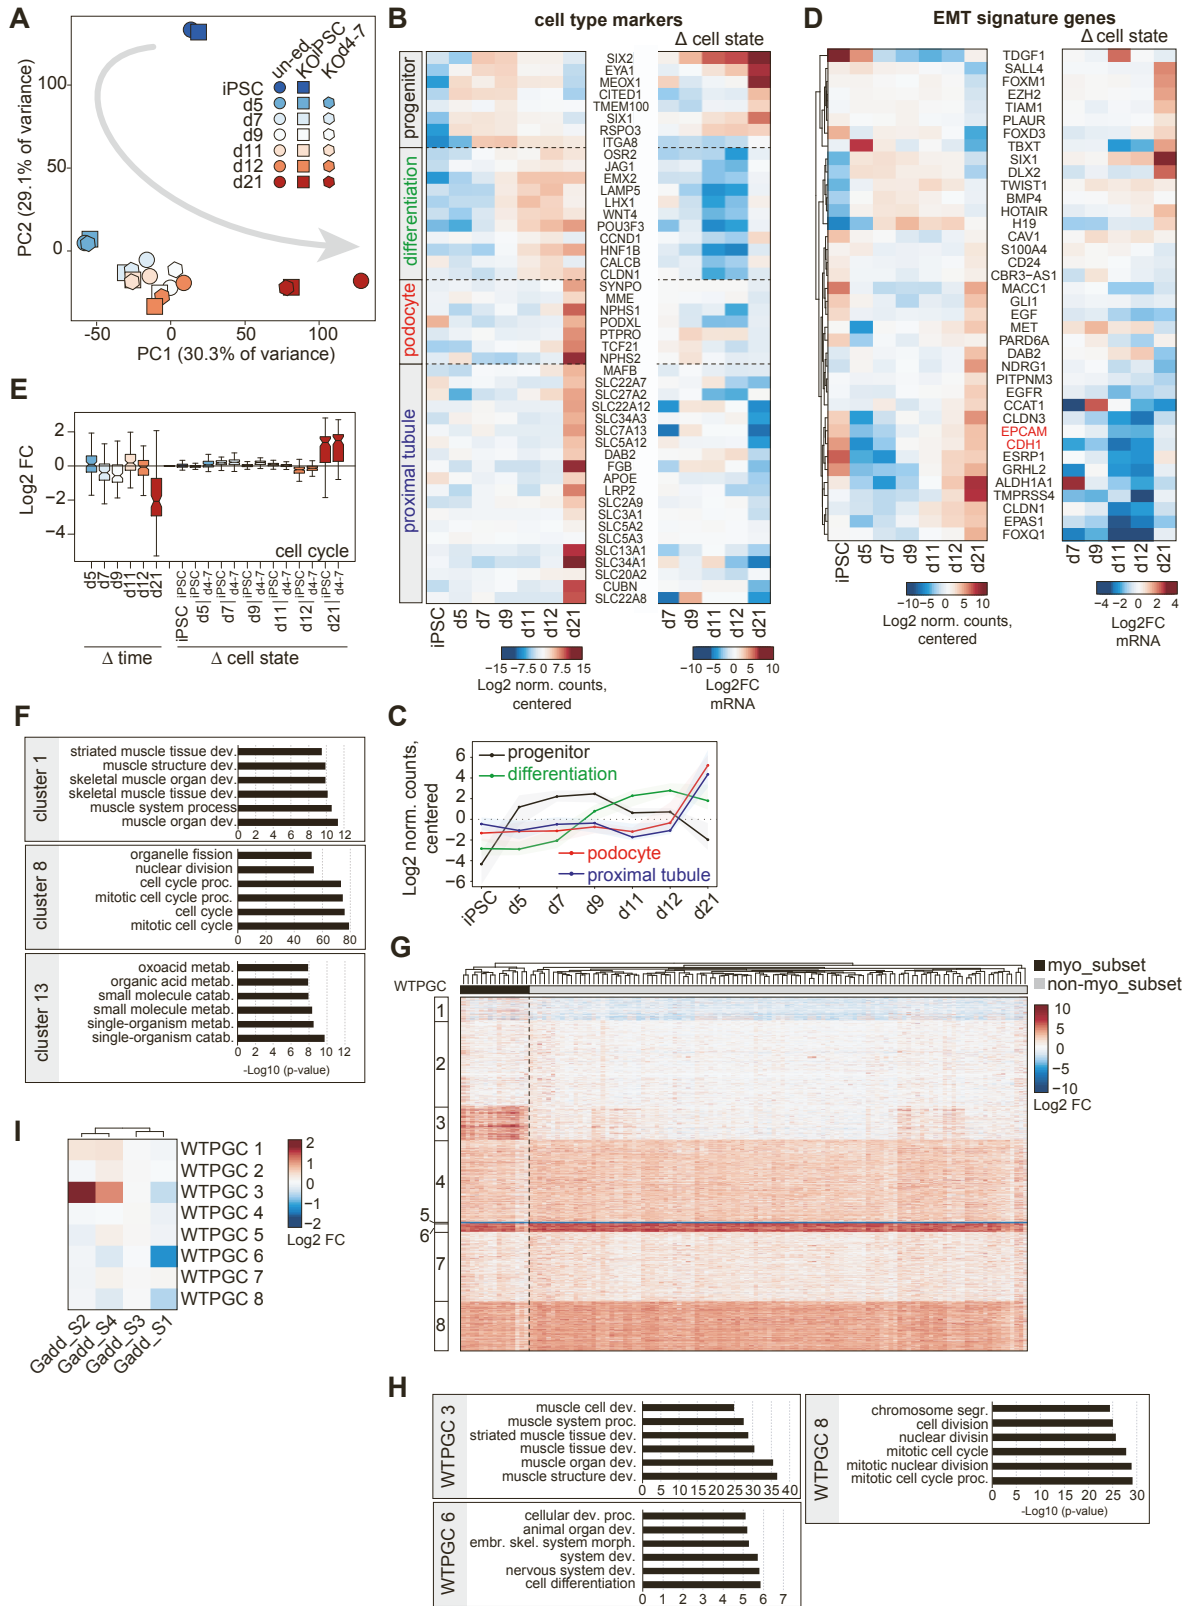 A
PC2 (29.1% of variance)
100
50
0
-50
0
50
100
PC1 (30.3% of variance)
un-ed
KOiPSC
KOd4-7
iPSC
d5
d7
d9
d11
d12
d21
B
cell type markers
Δ cell state
progenitor
differentiation
podocyte
proximal tubule
SIX2
EYA1
MEOX1
CITED1
TMEM100
SIX1
RSPO3
ITGA8
OSR2
JAG1
EMX2
LAMP5
LHX1
WNT4
POU3F3
CCND1
HNF1B
CALCB
CLDN1
SYNPO
MME
NPHS1
PODXL
PTPRO
TCF21
NPHS2
MAFB
SLC22A7
SLC27A2
SLC22A12
SLC34A3
SLC7A13
SLC5A12
DAB2
FGB
APOE
LRP2
SLC2A9
SLC3A1
SLC5A2
SLC5A3
SLC13A1
SLC34A1
SLC20A2
CUBN
SLC22A8
iPSC
d5
d7
d9
d11
d12
d21
d7
d9
d11
d12
d21
−15 −7.5 0 7.5 15
Log2 norm. counts,
centered
−10 −5 0 5 10
Log2FC
mRNA
D
EMT signature genes
Δ cell state
TDGF1
SALL4
FOXM1
EZH2
TIAM1
PLAUR
FOXD3
TBXT
SIX1
DLX2
TWIST1
BMP4
HOTAIR
H19
CAV1
S100A4
CD24
CBR3−AS1
MACC1
GLI1
EGF
MET
PARD6A
DAB2
NDRG1
PITPNM3
EGFR
CCAT1
CLDN3
EPCAM
CDH1
ESRP1
GRHL2
ALDH1A1
TMPRSS4
CLDN1
EPAS1
FOXQ1
iPSC
d5
d7
d9
d11
d12
d21
d7
d9
d11
d12
d21
−10 −5 0 5 10
Log2 norm. counts,
centered
−4 −2 0 2 4
Log2FC
mRNA
E
Log2 FC
2
0
−2
−4
cell cycle
d5
d7
d9
d11
d12
d21
Δ time
iPSC
iPSC
iPSC
d5|
d4-7
iPSC
d7|
d4-7
iPSC
d9|
d4-7
iPSC
d11|
d4-7
iPSC
d12|
d4-7
iPSC
d21|
d4-7
Δ cell state
F
cluster 1
striated muscle tissue dev.
muscle structure dev.
skeletal muscle organ dev.
skeletal muscle tissue dev.
muscle system process
muscle organ dev.
0 2 4 6 8 10 12
cluster 8
organelle fission
nuclear division
cell cycle proc.
mitotic cell cycle proc.
cell cycle
mitotic cell cycle
0 20 40 60 80
cluster 13
oxoacid metab.
organic acid metab.
small molecule catab.
small molecule metab.
single-organism metab.
single-organism catab.
0 2 4 6 8 10 12
-Log10 (p-value)
C
Log2 norm. counts,
centered
6
4
2
0
−2
−4
−6
progenitor
differentiation
podocyte
proximal tubule
iPSC
d5
d7
d9
d11
d12
d21
G
WTPGC
1
2
3
4
5
6
7
8
myo_subset
non-myo_subset
10
5
0
−5
−10
Log2 FC
I
WTPGC 1
WTPGC 2
WTPGC 3
WTPGC 4
WTPGC 5
WTPGC 6
WTPGC 7
WTPGC 8
Gadd_S2
Gadd_S4
Gadd_S3
Gadd_S1
2
1
0
−1
−2
Log2 FC
H
WTPGC 3
muscle cell dev.
muscle system proc.
striated muscle tissue dev.
muscle tissue dev.
muscle organ dev.
muscle structure dev.
0 5 10 15 20 25 30 35 40
WTPGC 6
cellular dev. proc.
animal organ dev.
embr. skel. system morph.
system dev.
nervous system dev.
cell differentiation
0 1 2 3 4 5 6 7
WTPGC 8
chromosome segr.
cell division
nuclear divisin
mitotic cell cycle
mitotic nuclear division
mitotic cell cycle proc.
0 5 10 15 20 25 30
-Log10 (p-value)